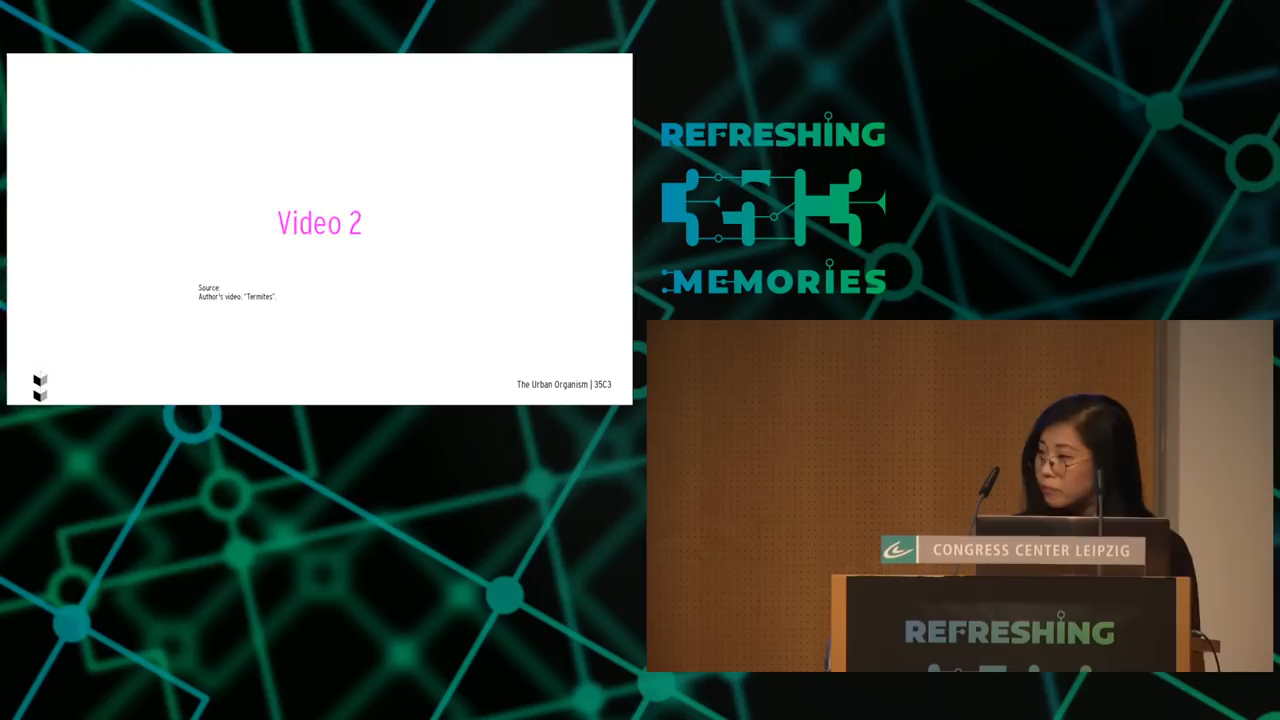 Video 2
Source:
Author's video, "Termites".
The Urban Organism | 35C3
REFRESHING
MEMORIES
CONGRESS CENTER LEIPZIG
REFRESHING